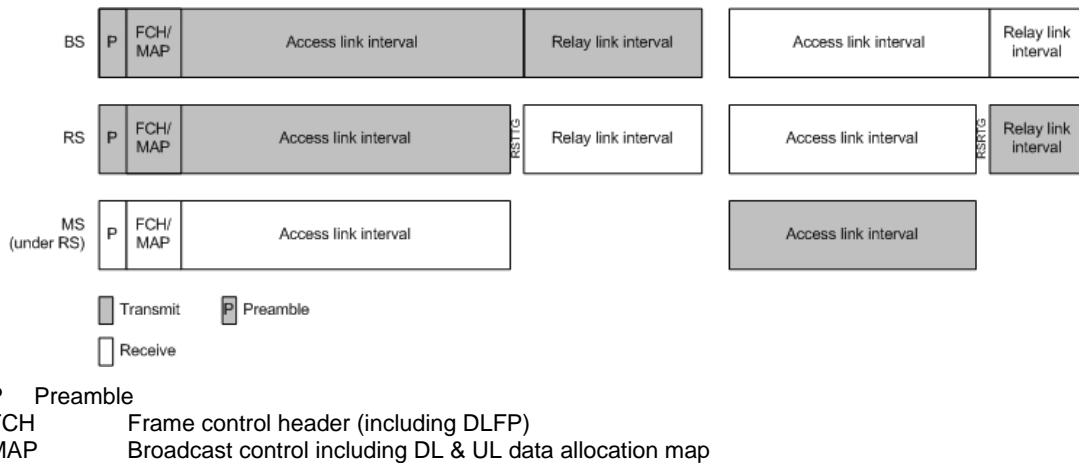 BS P FCH/ MAP Access link interval Relay link interval Access link interval Relay link interval
RS P FCH/ MAP Access link interval RSTTG Relay link interval Access link interval RSRTG Relay link interval
MS (under RS) P FCH/ MAP Access link interval Access link interval
Transmit P Preamble
Receive
P Preamble
FCH Frame control header (including DLFP)
MAP Broadcast control including DL & UL data allocation map